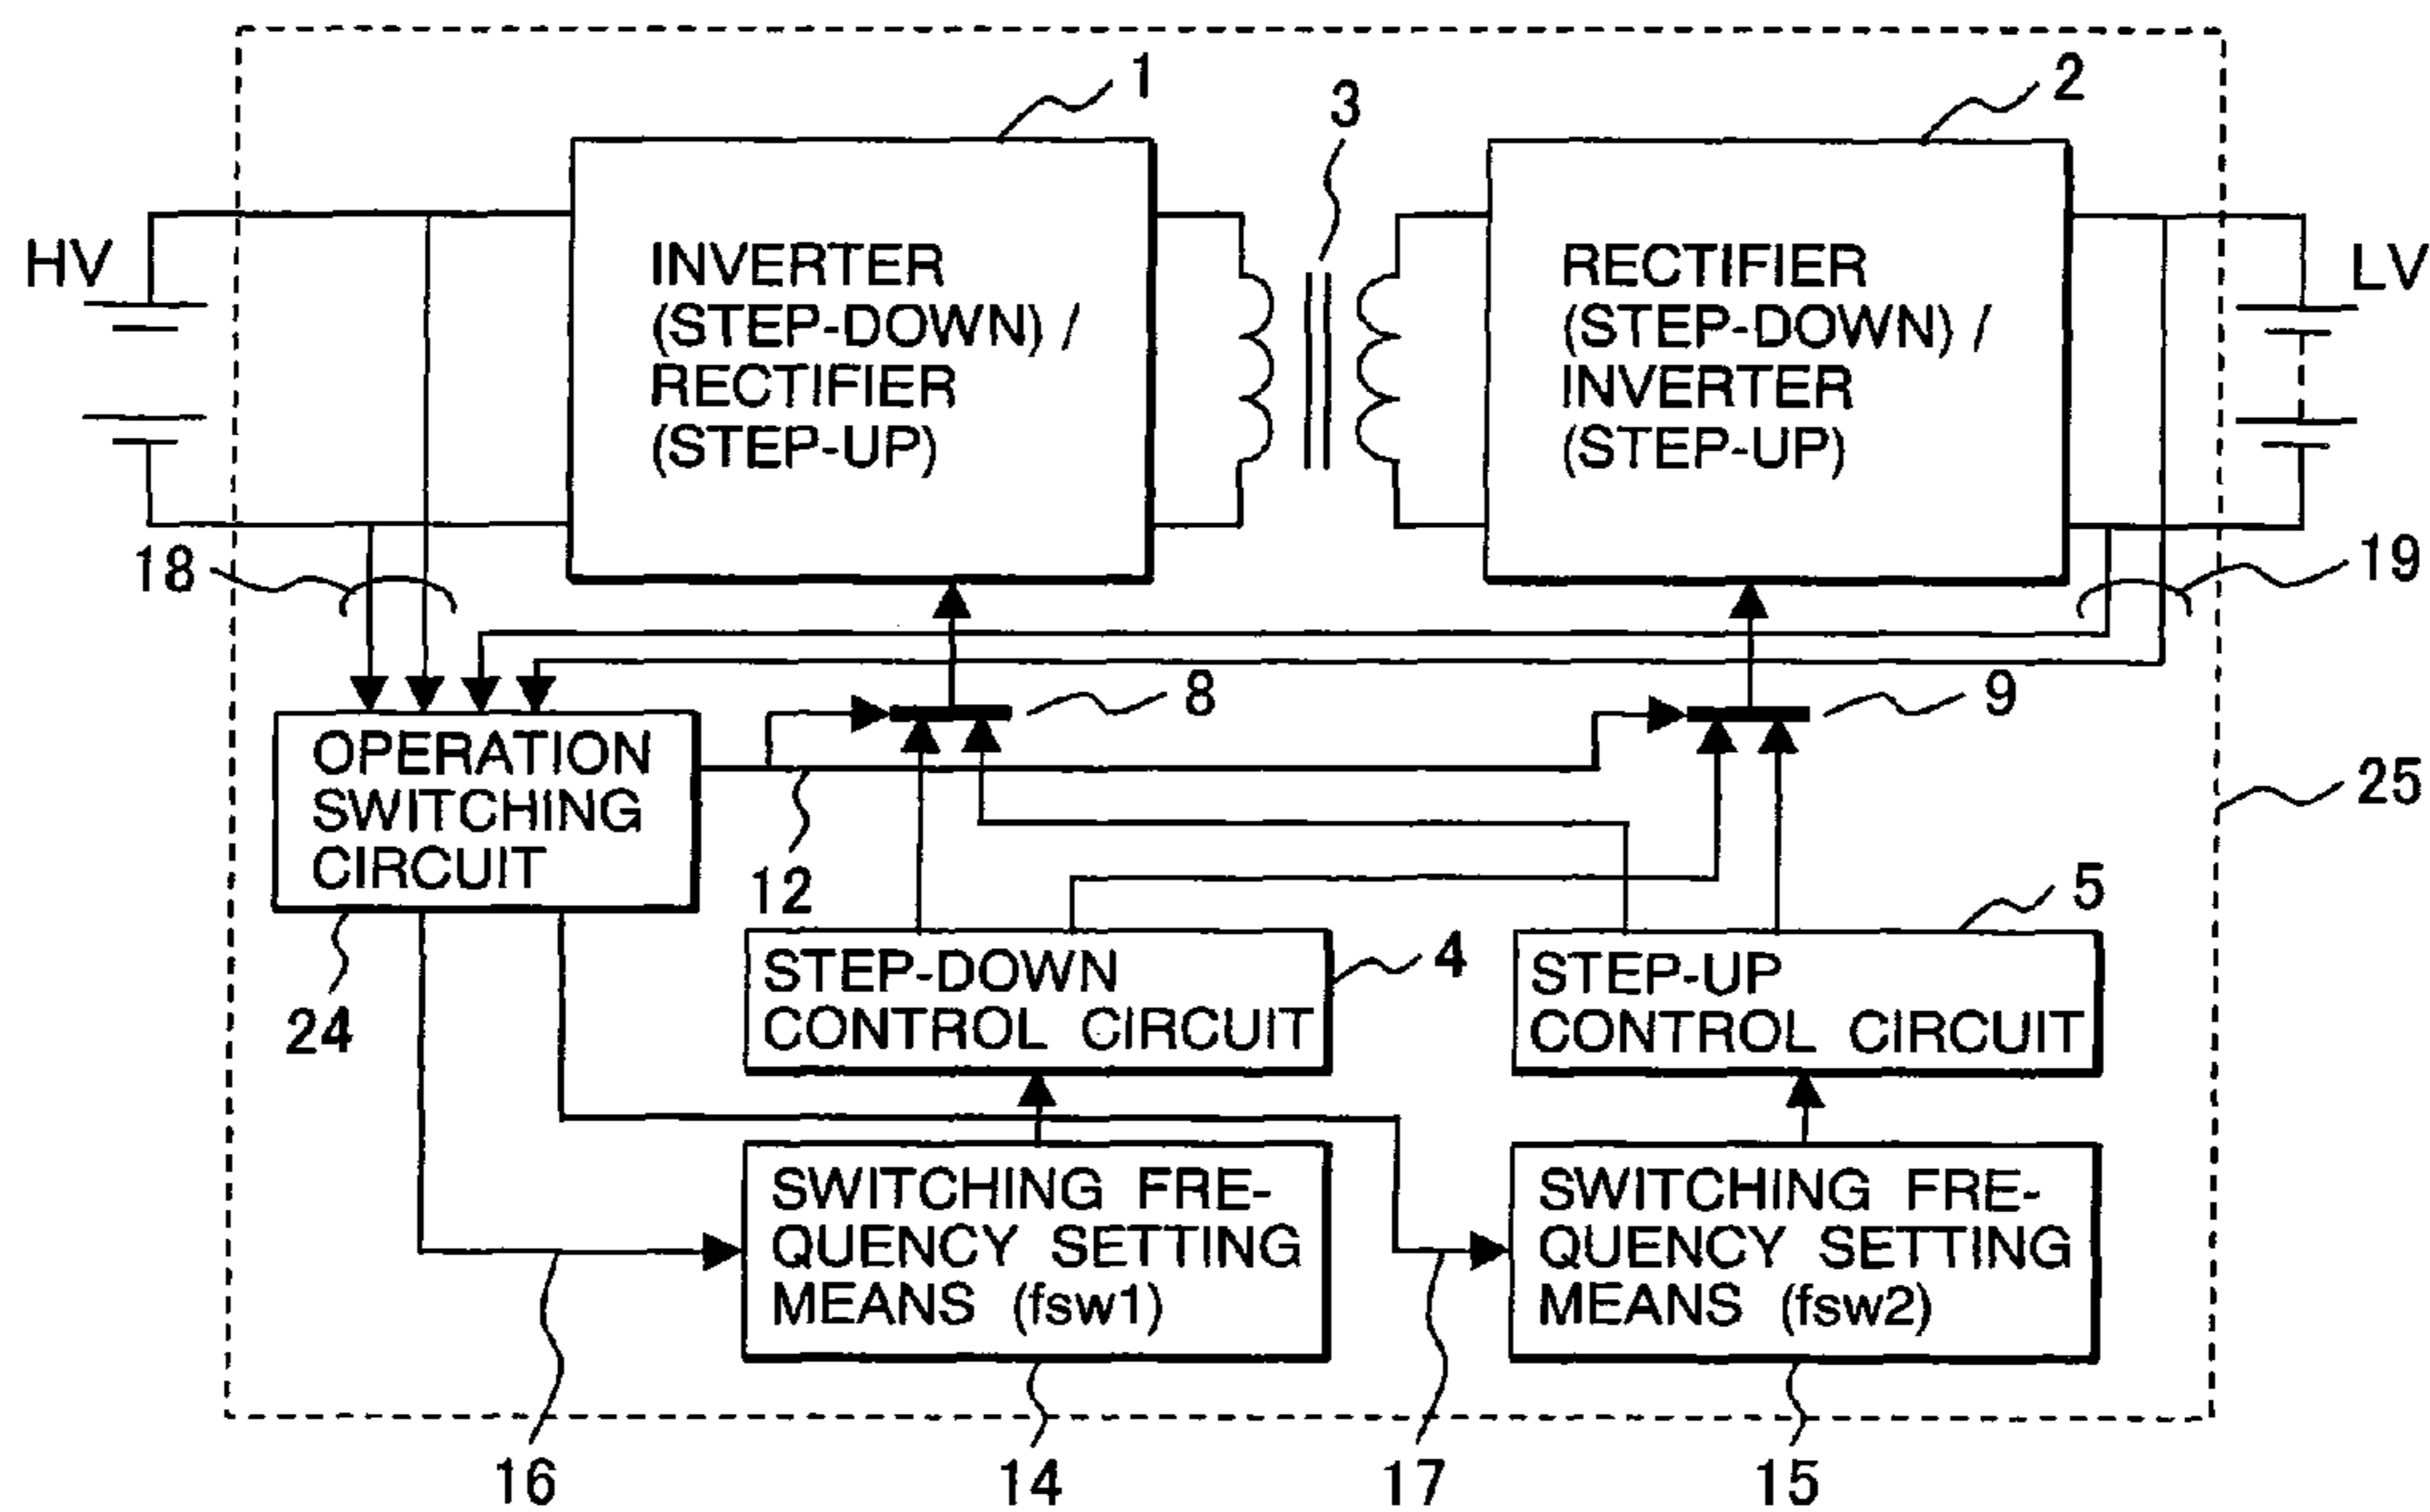 1
2
3
HV
LV
INVERTER
(STEP-DOWN) /
RECTIFIER
(STEP-UP)
RECTIFIER
(STEP-DOWN) /
INVERTER
(STEP-UP)
18
19
8
9
OPERATION
SWITCHING
CIRCUIT
25
12
5
24
STEP-DOWN
CONTROL CIRCUIT
4
STEP-UP
CONTROL CIRCUIT
SWITCHING FRE-
QUENCY SETTING
MEANS (fsw1)
SWITCHING FRE-
QUENCY SETTING
MEANS (fsw2)
16
14
17
15